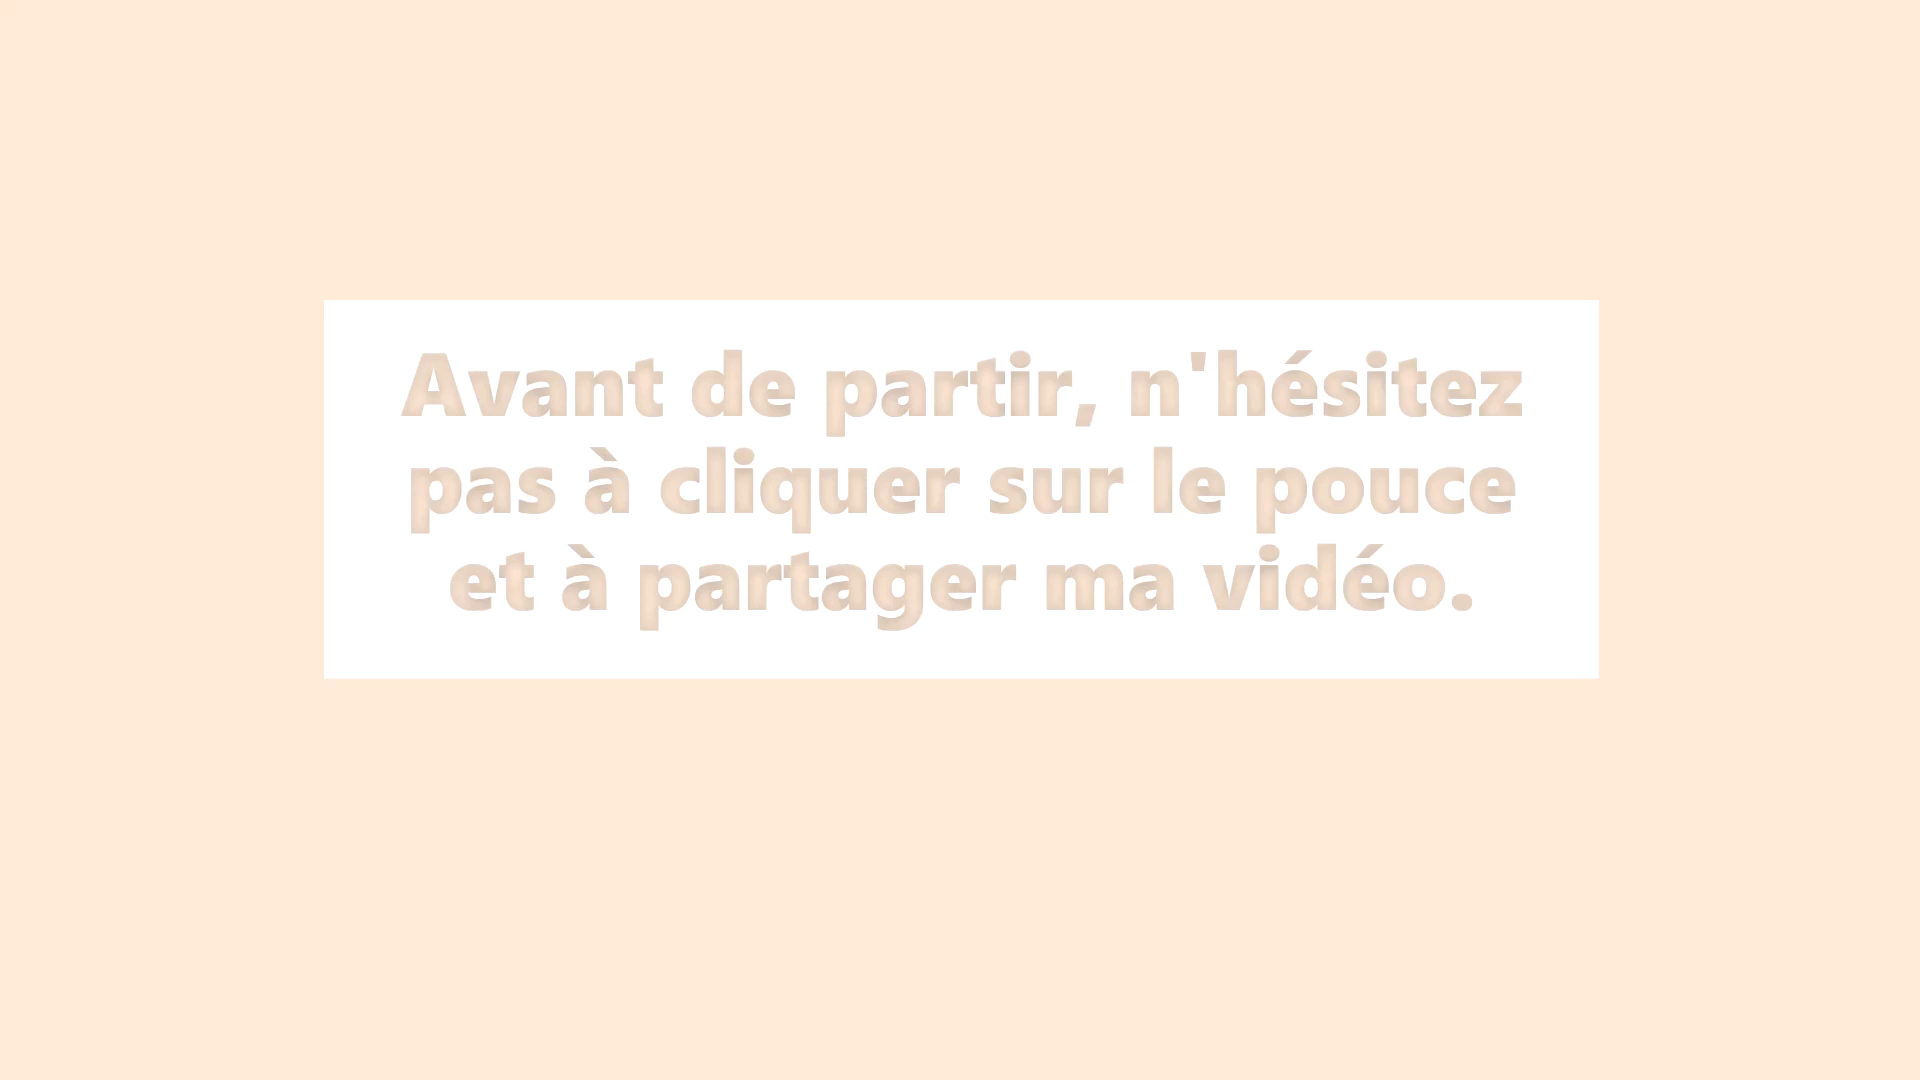 Avant de partir, n'hésitez
pas à cliquer sur le pouce
et à partager ma vidéo.